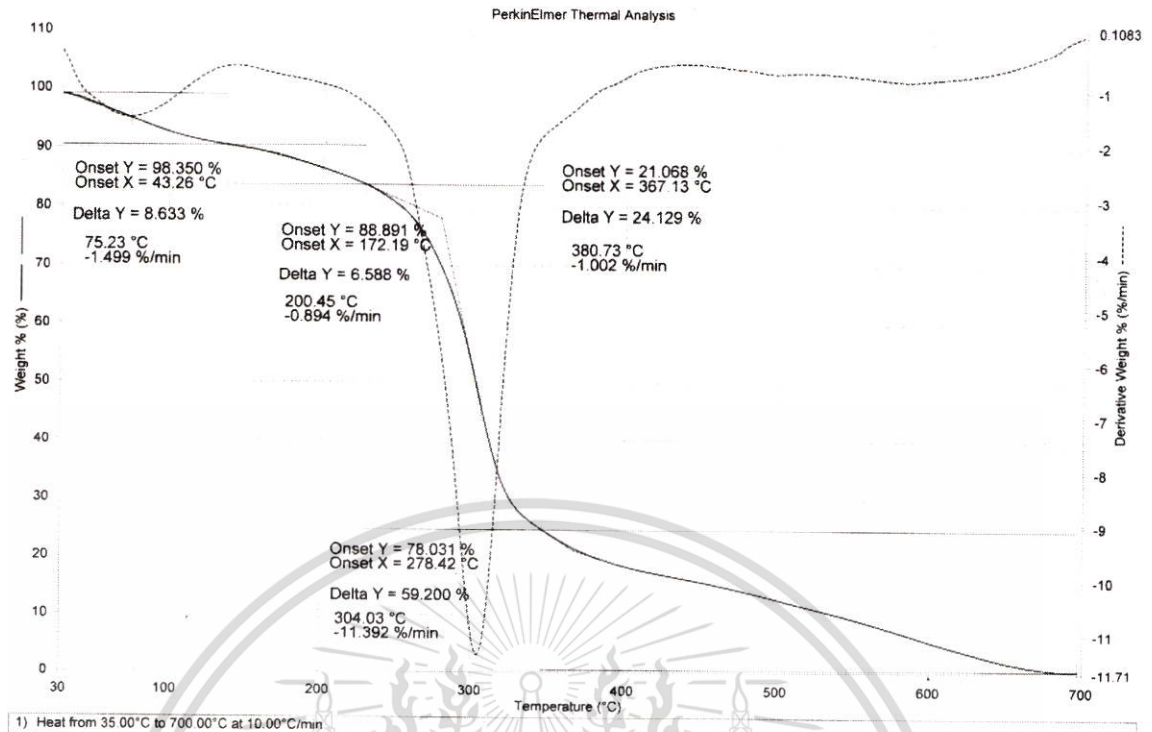 PerkinElmer Thermal Analysis
110
100
90
80
70
60
50
40
30
20
10
0
Weight % (%)
0.1083
-1
-2
-3
-4
-5
-6
-7
-8
-9
-10
-11
-11.71
Derivative Weight % (%/min)
Onset Y = 98.350 %
Onset X = 43.26 °C
Delta Y = 8.633 %
75.23 °C
-1.499 %/min
Onset Y = 88.891 %
Onset X = 172.19 °C
Delta Y = 6.588 %
200.45 °C
-0.894 %/min
Onset Y = 21.068 %
Onset X = 367.13 °C
Delta Y = 24.129 %
380.73 °C
-1.002 %/min
Onset Y = 78.031 %
Onset X = 278.42 °C
Delta Y = 59.200 %
304.03 °C
-11.392 %/min
30 100 200 300 400 500 600 700
Temperature (°C)
1) Heat from 35.00°C to 700.00°C at 10.00°C/min